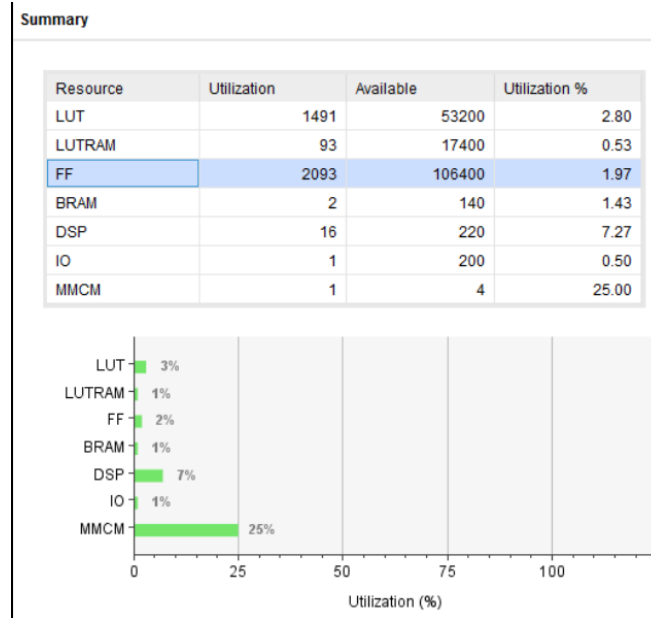 Summary
Resource Utilization Available Utilization %
LUT 1491 53200 2.80
LUTRAM 93 17400 0.53
FF 2093 106400 1.97
BRAM 2 140 1.43
DSP 16 220 7.27
IO 1 200 0.50
MMCM 1 4 25.00
LUT 3%
LUTRAM 1%
FF 2%
BRAM 1%
DSP 7%
IO 1%
MMCM 25%
0 25 50 75 100
Utilization (%)